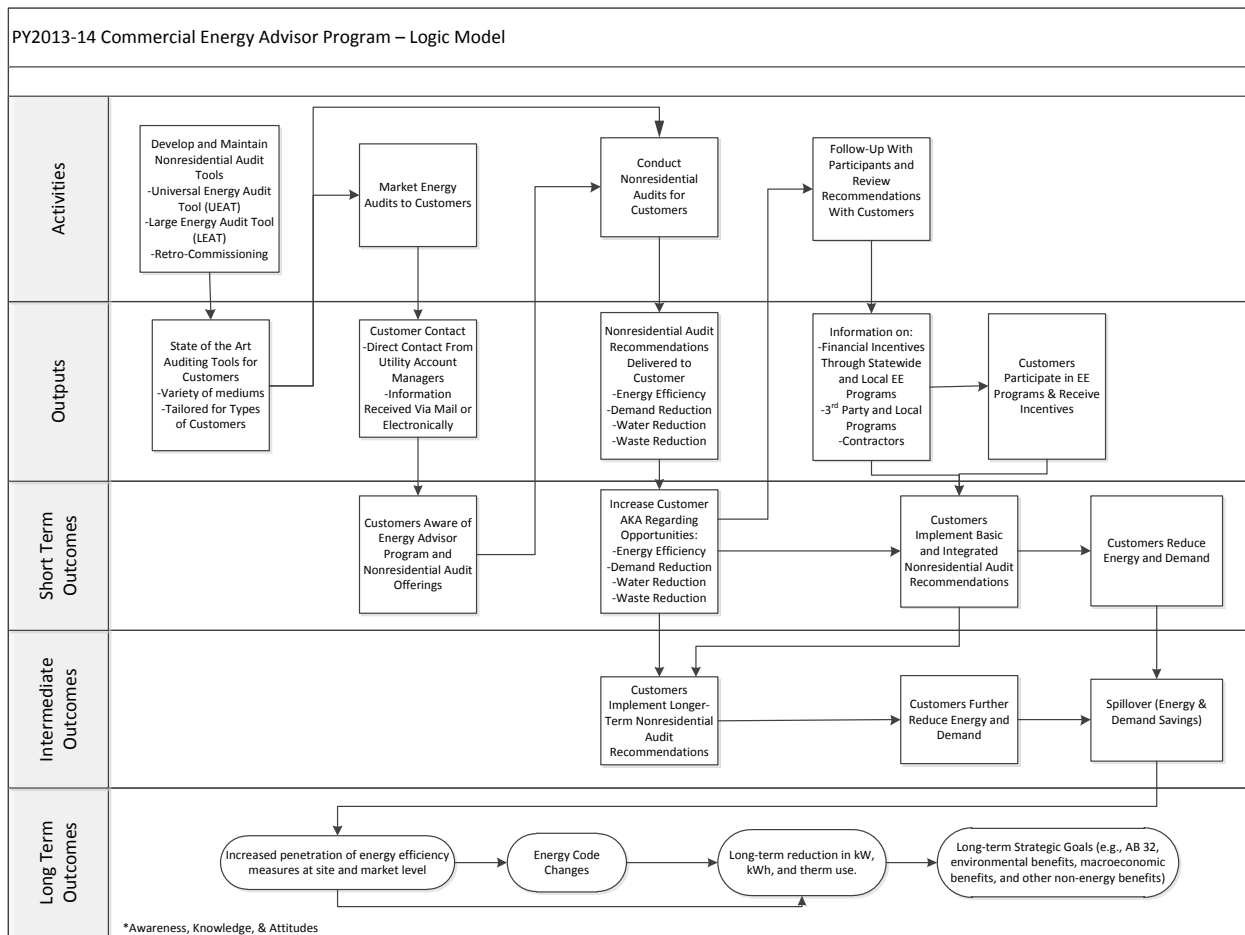 PY2013-14 Commercial Energy Advisor Program – Logic Model
Activities
Develop and Maintain
Nonresidential Audit
Tools
-Universal Energy Audit
Tool (UEAT)
-Large Energy Audit Tool
(LEAT)
-Retro-Commissioning
Market Energy
Audits to Customers
Conduct
Nonresidential
Audits for
Customers
Follow-Up With
Participants and
Review
Recommendations
With Customers
Outputs
State of the Art
Auditing Tools for
Customers
-Variety of mediums
-Tailored for Types
of Customers
Customer Contact
-Direct Contact From
Utility Account
Managers
-Information
Received Via Mail or
Electronically
Nonresidential Audit
Recommendations
Delivered to
Customer
-Energy Efficiency
-Demand Reduction
-Water Reduction
-Waste Reduction
Information on:
-Financial Incentives
Through Statewide
and Local EE
Programs
-3rd Party and Local
Programs
-Contractors
Customers
Participate in EE
Programs & Receive
Incentives
Short Term
Outcomes
Customers Aware of
Energy Advisor
Program and
Nonresidential Audit
Offerings
Increase Customer
AKA Regarding
Opportunities:
-Energy Efficiency
-Demand Reduction
-Water Reduction
-Waste Reduction
Customers
Implement Basic
and Integrated
Nonresidential Audit
Recommendations
Customers Reduce
Energy and Demand
Intermediate
Outcomes
Customers
Implement Longer-
Term Nonresidential
Audit
Recommendations
Customers Further
Reduce Energy and
Demand
Spillover (Energy &
Demand Savings)
Long Term
Outcomes
Increased penetration of energy efficiency
measures at site and market level
Energy Code
Changes
Long-term reduction in kW,
kWh, and therm use.
Long-term Strategic Goals (e.g., AB 32,
environmental benefits, macroeconomic
benefits, and other non-energy benefits)
*Awareness, Knowledge, & Attitudes